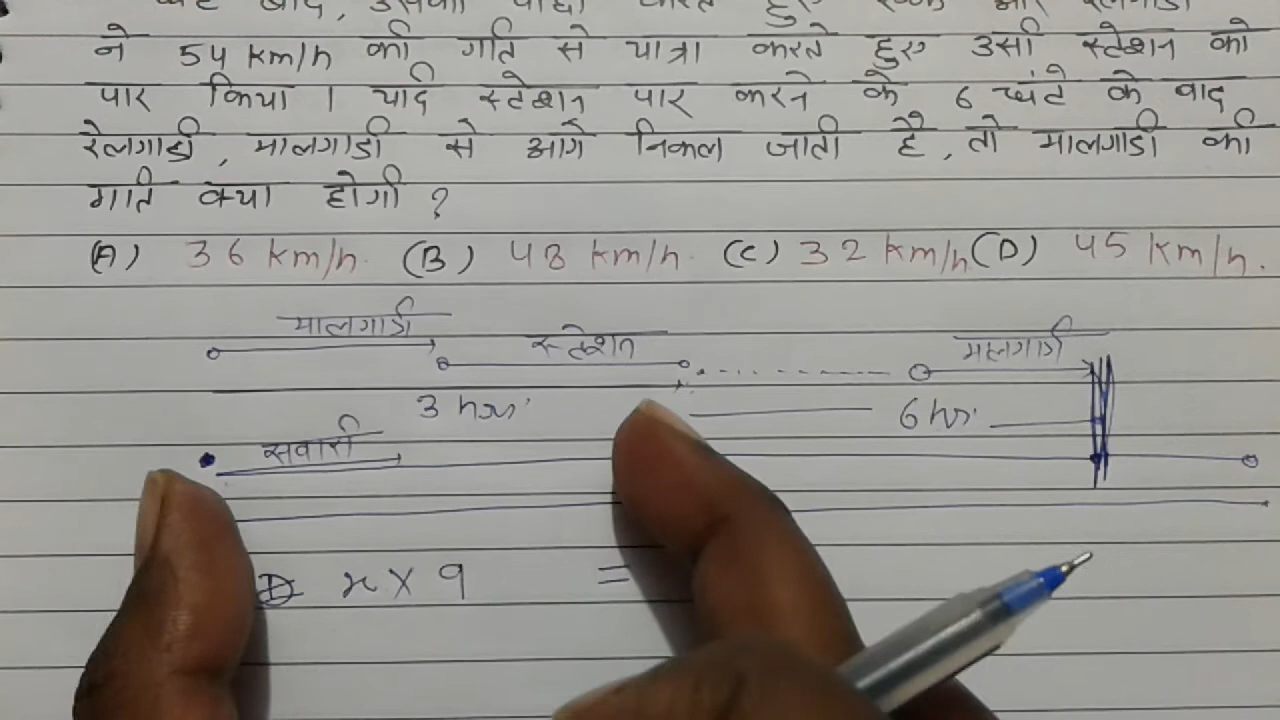 ने 54 km/h की गति से यात्रा करते हुए उसी स्टेशन को
पार किया । यदि स्टेशन पार करने के 6 घंटे के बाद
रेलगाडी , मालगाडी से आगे निकल जाती है , तो मालगाडी की
गति क्या होगी ?
(A) 36 km/h. (B) 48 km/h. (C) 32 km/h (D) 45 km/h.
मालगाडी स्टेशन मालगाडी
3 hrs 6 hr.
सवारी
x × 9 =